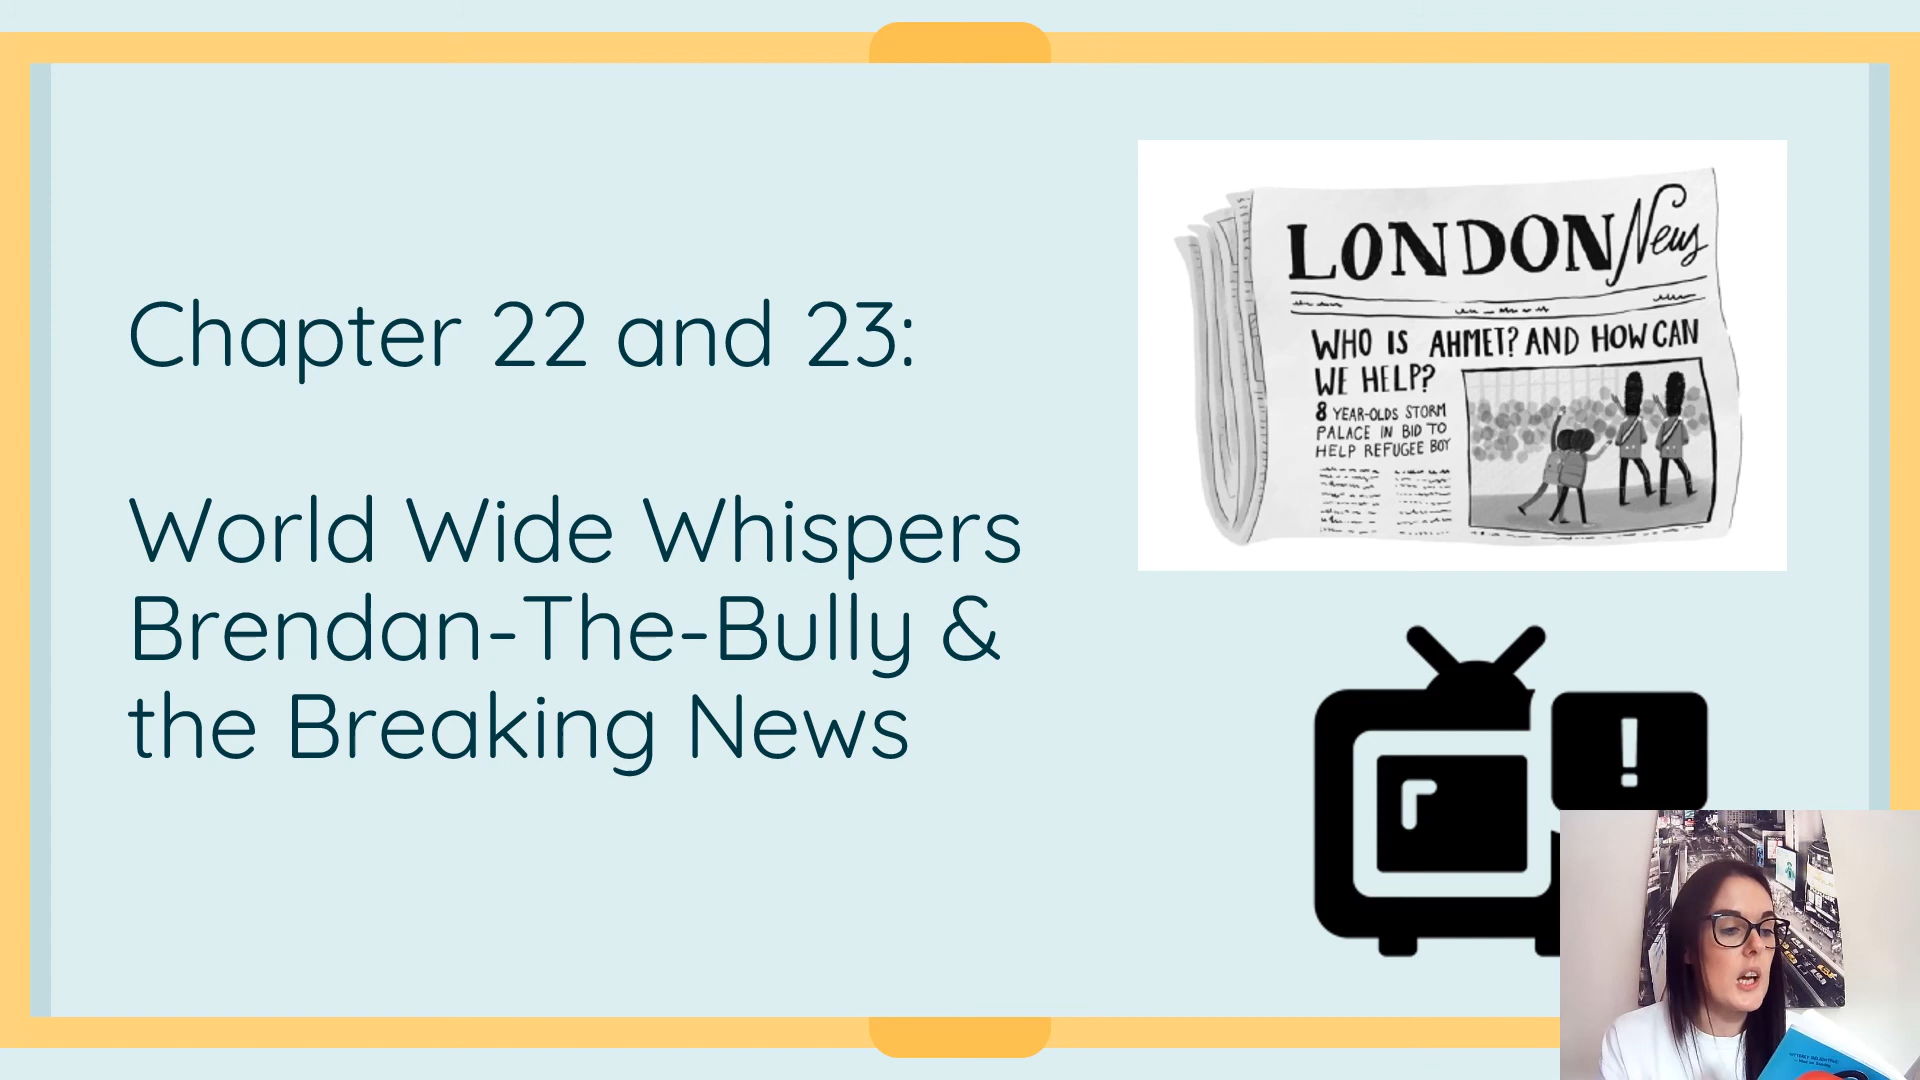 Chapter 22 and 23:
World Wide Whispers
Brendan-The-Bully &
the Breaking News
LONDON News
WHO IS AHMET? AND HOW CAN
WE HELP?
8 YEAR-OLDS STORM
PALACE IN BID TO
HELP REFUGEE BOY
!